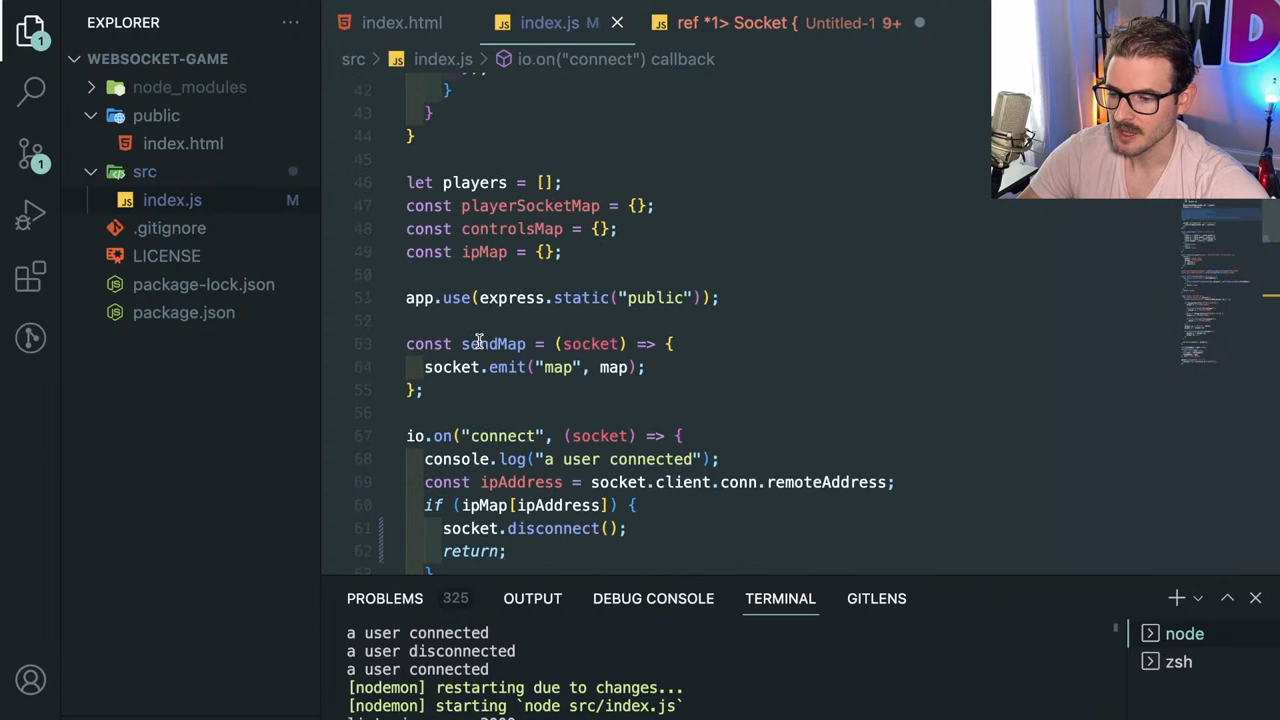 EXPLORER
1
WEBSOCKET-GAME
node_modules
public
index.html
src
index.js M
.gitignore
LICENSE
package-lock.json
package.json
1
index.html
index.js M
ref *1> Socket { Untitled-1 9+
src > index.js > io.on("connect") callback
42 }
43 }
44 }
45
46 let players = [];
47 const playerSocketMap = {};
48 const controlsMap = {};
49 const ipMap = {};
50
51 app.use(express.static("public"));
52
53 const sendMap = (socket) => {
54 socket.emit("map", map);
55 };
56
57 io.on("connect", (socket) => {
58 console.log("a user connected");
59 const ipAddress = socket.client.conn.remoteAddress;
60 if (ipMap[ipAddress]) {
61 socket.disconnect();
62 return;
PROBLEMS 325 OUTPUT DEBUG CONSOLE TERMINAL GITLENS
a user connected
a user disconnected
a user connected
[nodemon] restarting due to changes...
[nodemon] starting `node src/index.js`
node
zsh